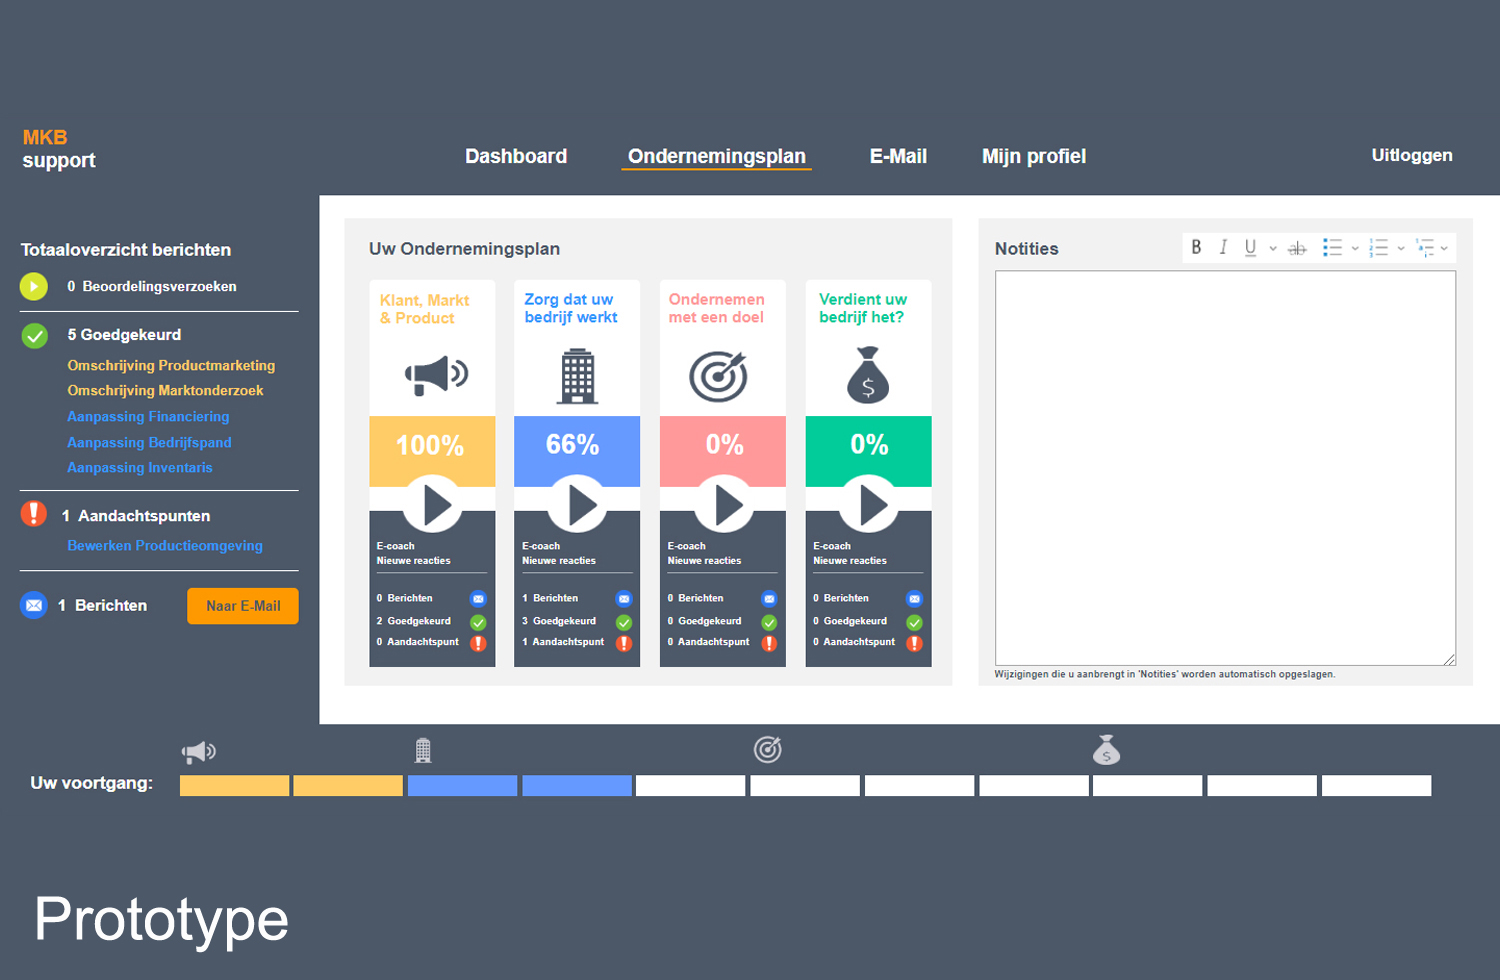 MKB
support
Dashboard
Ondernemingsplan
E-Mail
Mijn profiel
Uitloggen
Totaaloverzicht berichten
0 Beoordelingsverzoeken
5 Goedgekeurd
Omschrijving Productmarketing
Omschrijving Marktonderzoek
Aanpassing Financiering
Aanpassing Bedrijfspand
Aanpassing Inventaris
1 Aandachtspunten
Bewerken Productieomgeving
1 Berichten
Naar E-Mail
Uw Ondernemingsplan
Klant, Markt
& Product
100%
E-coach
Nieuwe reacties
0 Berichten
2 Goedgekeurd
0 Aandachtspunt
Zorg dat uw
bedrijf werkt
66%
E-coach
Nieuwe reacties
1 Berichten
3 Goedgekeurd
1 Aandachtspunt
Ondernemen
met een doel
0%
E-coach
Nieuwe reacties
0 Berichten
0 Goedgekeurd
0 Aandachtspunt
Verdient uw
bedrijf het?
$
0%
E-coach
Nieuwe reacties
0 Berichten
0 Goedgekeurd
0 Aandachtspunt
Notities
B I U ab
Wijzigingen die u aanbrengt in 'Notities' worden automatisch opgeslagen.
$
Uw voortgang:
Prototype